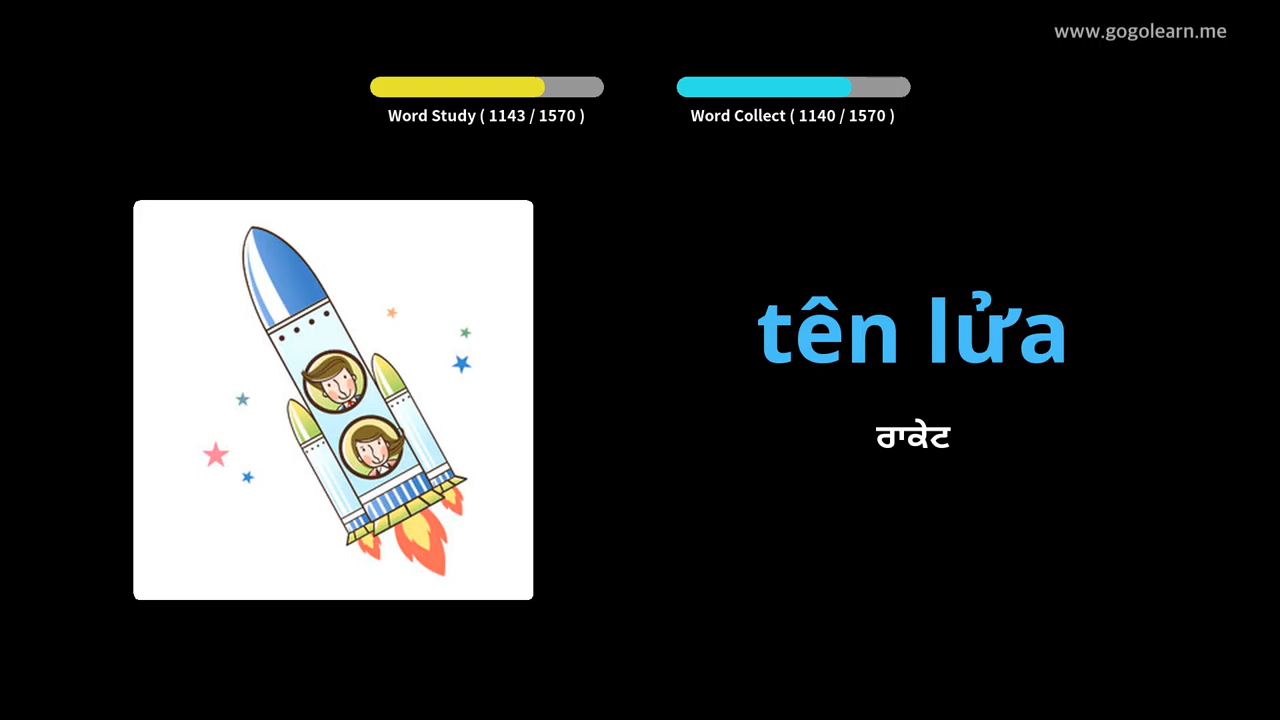 www.gogolearn.me
Word Study ( 1143 / 1570 )
Word Collect ( 1140 / 1570 )
tên lửa
ਰਾਕੇਟ